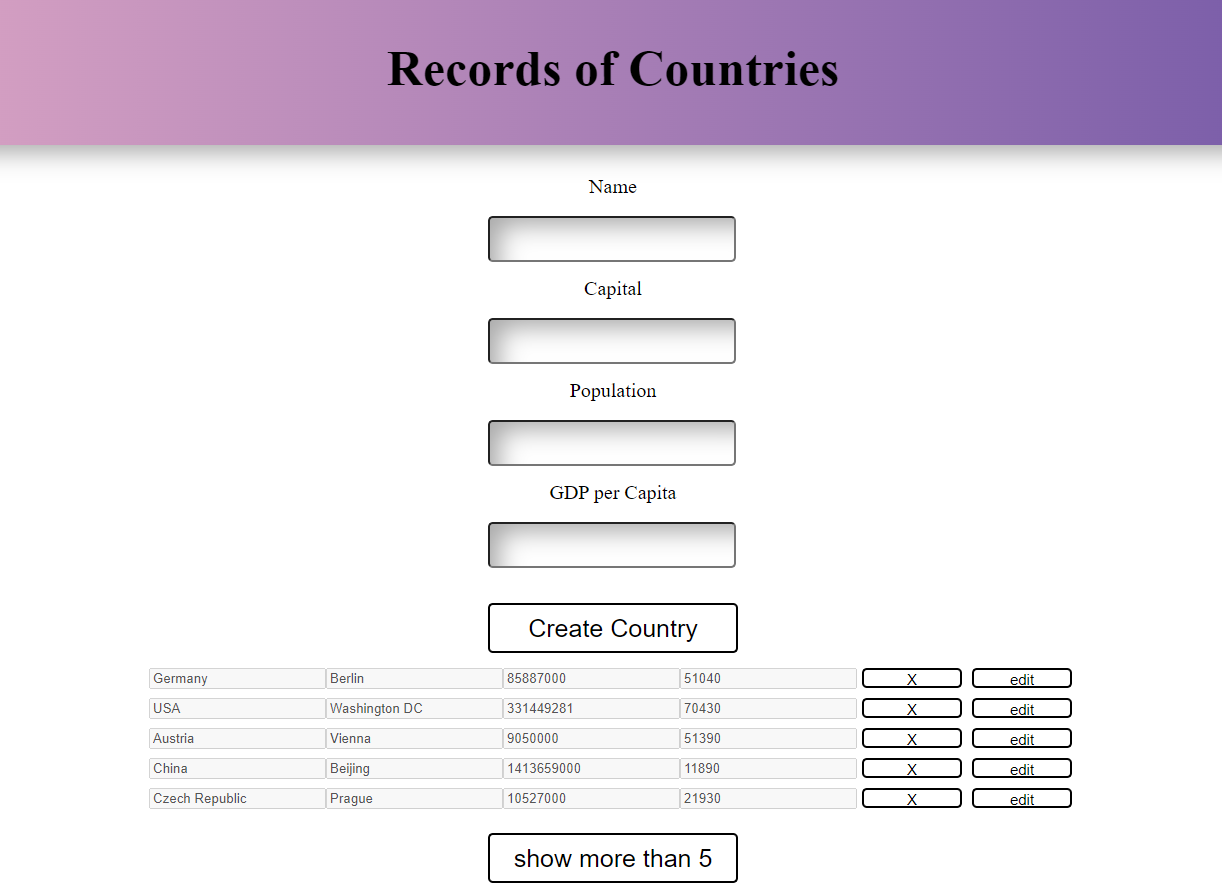 Records of Countries
Name
Capital
Population
GDP per Capita
Create Country
Germany Berlin 85887000 51040 X edit
USA Washington DC 331449281 70430 X edit
Austria Vienna 9050000 51390 X edit
China Beijing 1413659000 11890 X edit
Czech Republic Prague 10527000 21930 X edit
show more than 5